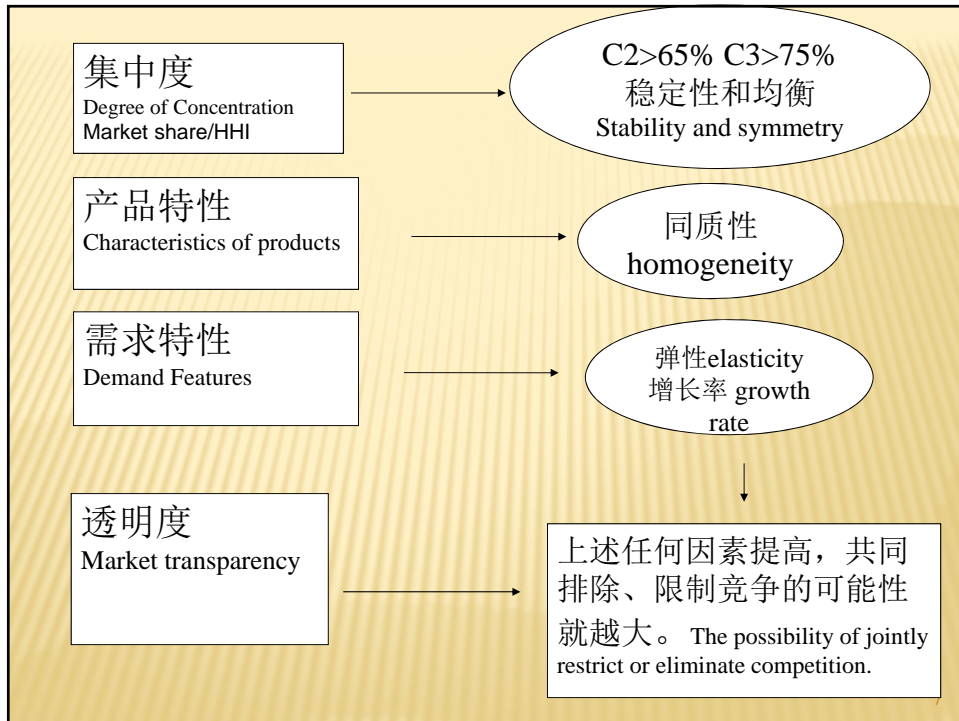 集中度
Degree of Concentration
Market share/HHI
C2>65% C3>75%
稳定性和均衡
Stability and symmetry
产品特性
Characteristics of products
同质性
homogeneity
需求特性
Demand Features
弹性elasticity
增长率 growth
rate
透明度
Market transparency
上述任何因素提高，共同
排除、限制竞争的可能性
就越大。The possibility of jointly
restrict or eliminate competition.
7